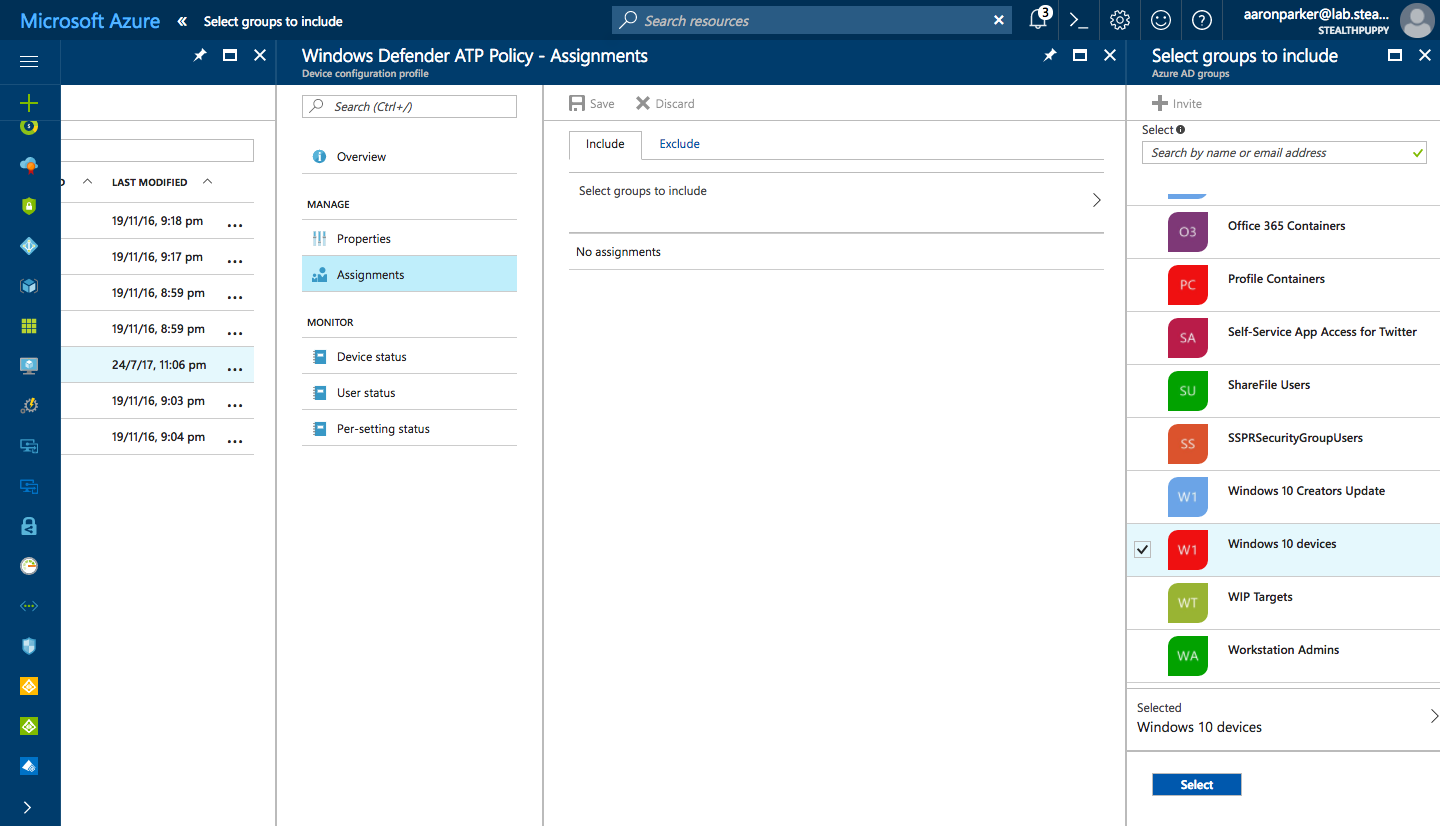 Microsoft Azure « Select groups to include
Search resources
3
aaronparker@lab.stea...
STEALTHPUPPY
LAST MODIFIED
19/11/16, 9:18 pm ...
19/11/16, 9:17 pm ...
19/11/16, 8:59 pm ...
19/11/16, 8:59 pm ...
24/7/17, 11:06 pm ...
19/11/16, 9:03 pm ...
19/11/16, 9:04 pm ...
Windows Defender ATP Policy - Assignments
Device configuration profile
Search (Ctrl+/)
Overview
MANAGE
Properties
Assignments
MONITOR
Device status
User status
Per-setting status
Save Discard
Include Exclude
Select groups to include
No assignments
Select groups to include
Azure AD groups
Invite
Select
Search by name or email address
O3 Office 365 Containers
PC Profile Containers
SA Self-Service App Access for Twitter
SU ShareFile Users
SS SSPRSecurityGroupUsers
W1 Windows 10 Creators Update
W1 Windows 10 devices
WT WIP Targets
WA Workstation Admins
Selected
Windows 10 devices
Select